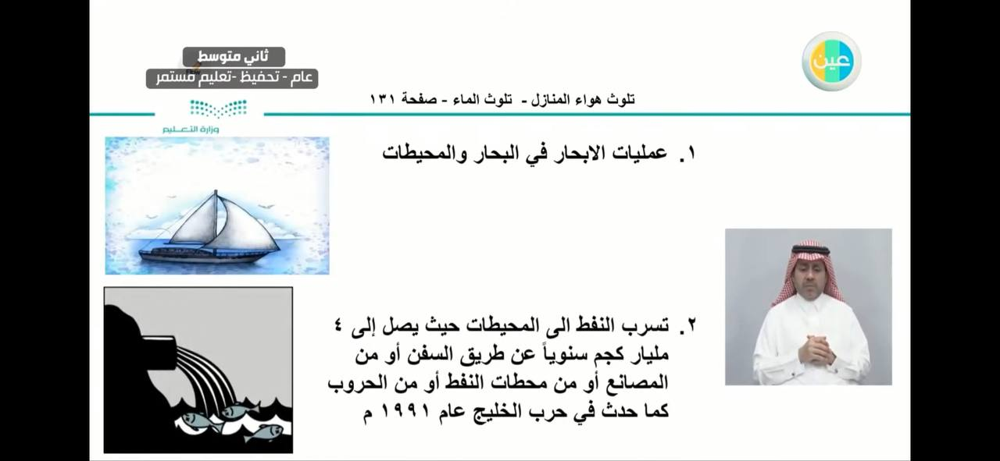 عين
ثاني متوسط
عام - تحفيظ -تعليم مستمر
تلوث هواء المنازل - تلوث الماء - صفحة ١٣١
وزارة التعـــليم
١. عمليات الابحار في البحار والمحيطات
٢. تسرب النفط الى المحيطات حيث يصل إلى ٤
مليار كجم سنوياً عن طريق السفن أو من
المصانع أو من محطات النفط أو من الحروب
كما حدث في حرب الخليج عام ١٩٩١ م